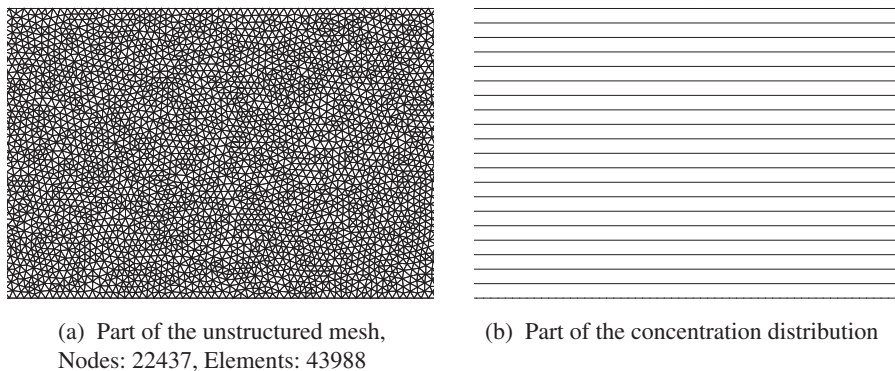 (a) Part of the unstructured mesh,
Nodes: 22437, Elements: 43988
(b) Part of the concentration distribution